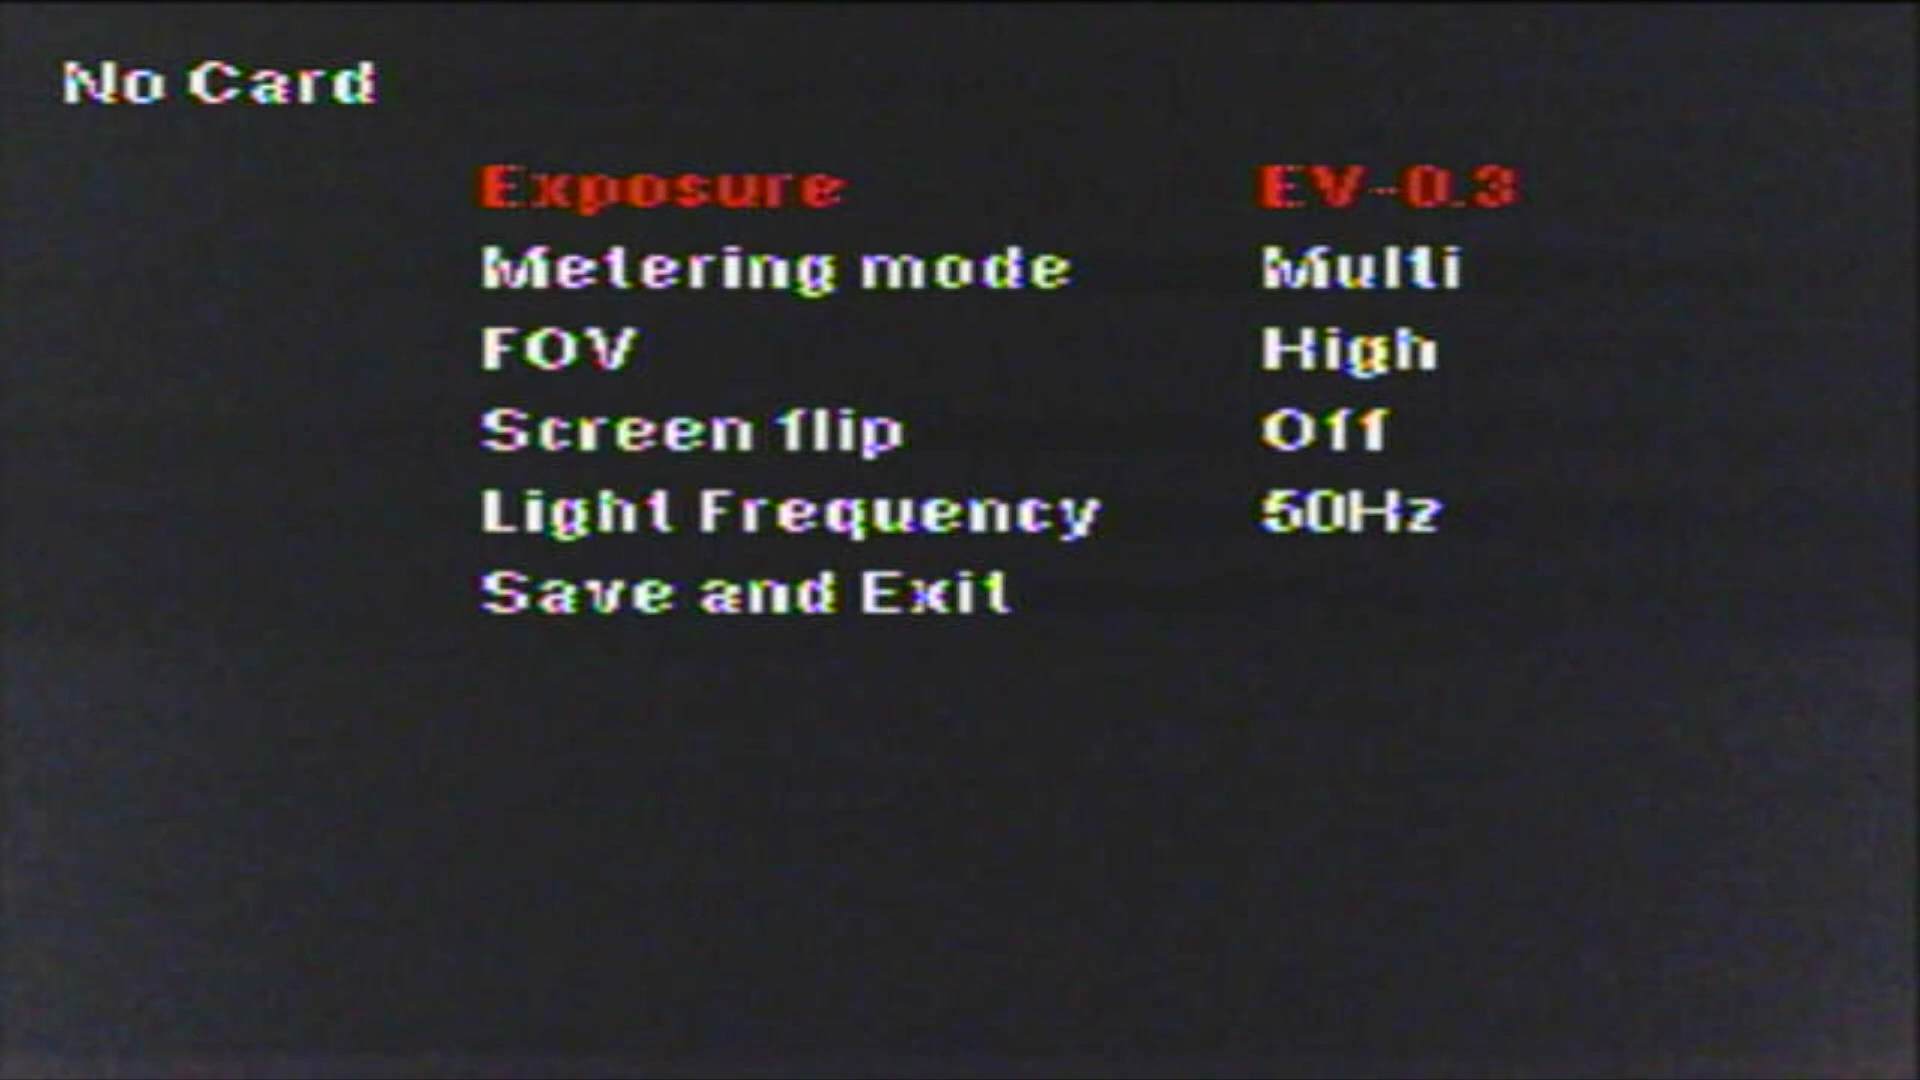 No Card
Exposure EV-0.3
Metering mode Multi
FOV High
Screen flip Off
Light Frequency 50Hz
Save and Exit